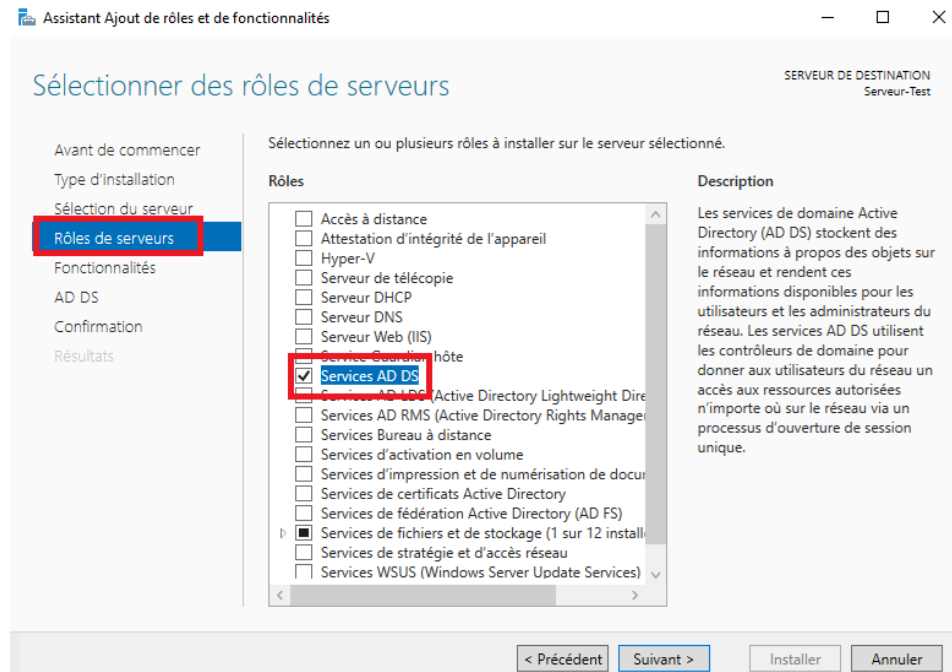 Assistant Ajout de rôles et de fonctionnalités
Sélectionner des rôles de serveurs
SERVEUR DE DESTINATION
Serveur-Test
Avant de commencer
Type d'installation
Sélection du serveur
Rôles de serveurs
Fonctionnalités
AD DS
Confirmation
Résultats
Sélectionnez un ou plusieurs rôles à installer sur le serveur sélectionné.
Rôles
Accès à distance
Attestation d'intégrité de l'appareil
Hyper-V
Serveur de télécopie
Serveur DHCP
Serveur DNS
Serveur Web (IIS)
Service Guardian hôte
Services AD DS
Services AD LDS (Active Directory Lightweight Dire
Services AD RMS (Active Directory Rights Manage
Services Bureau à distance
Services d'activation en volume
Services d'impression et de numérisation de docu
Services de certificats Active Directory
Services de fédération Active Directory (AD FS)
Services de fichiers et de stockage (1 sur 12 install
Services de stratégie et d'accès réseau
Services WSUS (Windows Server Update Services)
Description
Les services de domaine Active
Directory (AD DS) stockent des
informations à propos des objets sur
le réseau et rendent ces
informations disponibles pour les
utilisateurs et les administrateurs du
réseau. Les services AD DS utilisent
les contrôleurs de domaine pour
donner aux utilisateurs du réseau un
accès aux ressources autorisées
n'importe où sur le réseau via un
processus d'ouverture de session
unique.
< Précédent
Suivant >
Installer
Annuler